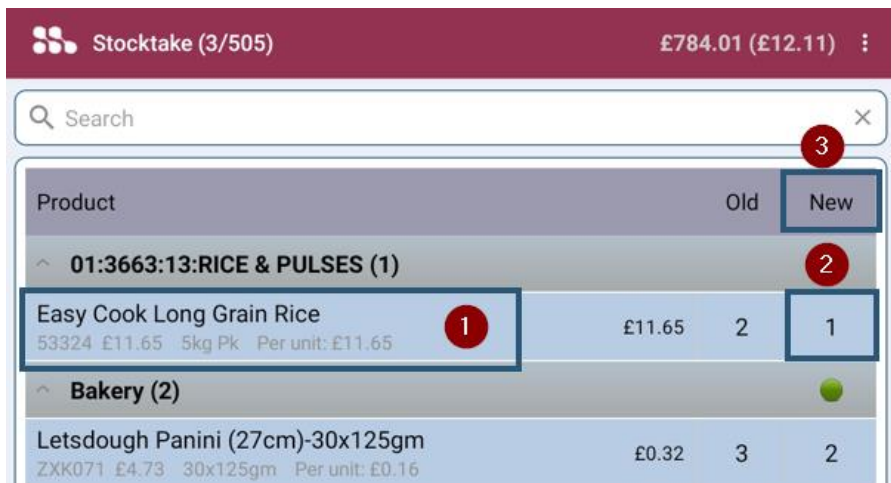 Stocktake (3/505) £784.01 (£12.11)
Search
3
Product Old New
01:3663:13:RICE & PULSES (1) 2
Easy Cook Long Grain Rice 1 £11.65 2 1
53324 £11.65 5kg Pk Per unit: £11.65
Bakery (2)
Letsdough Panini (27cm)-30x125gm £0.32 3 2
ZXK071 £4.73 30x125gm Per unit: £0.16